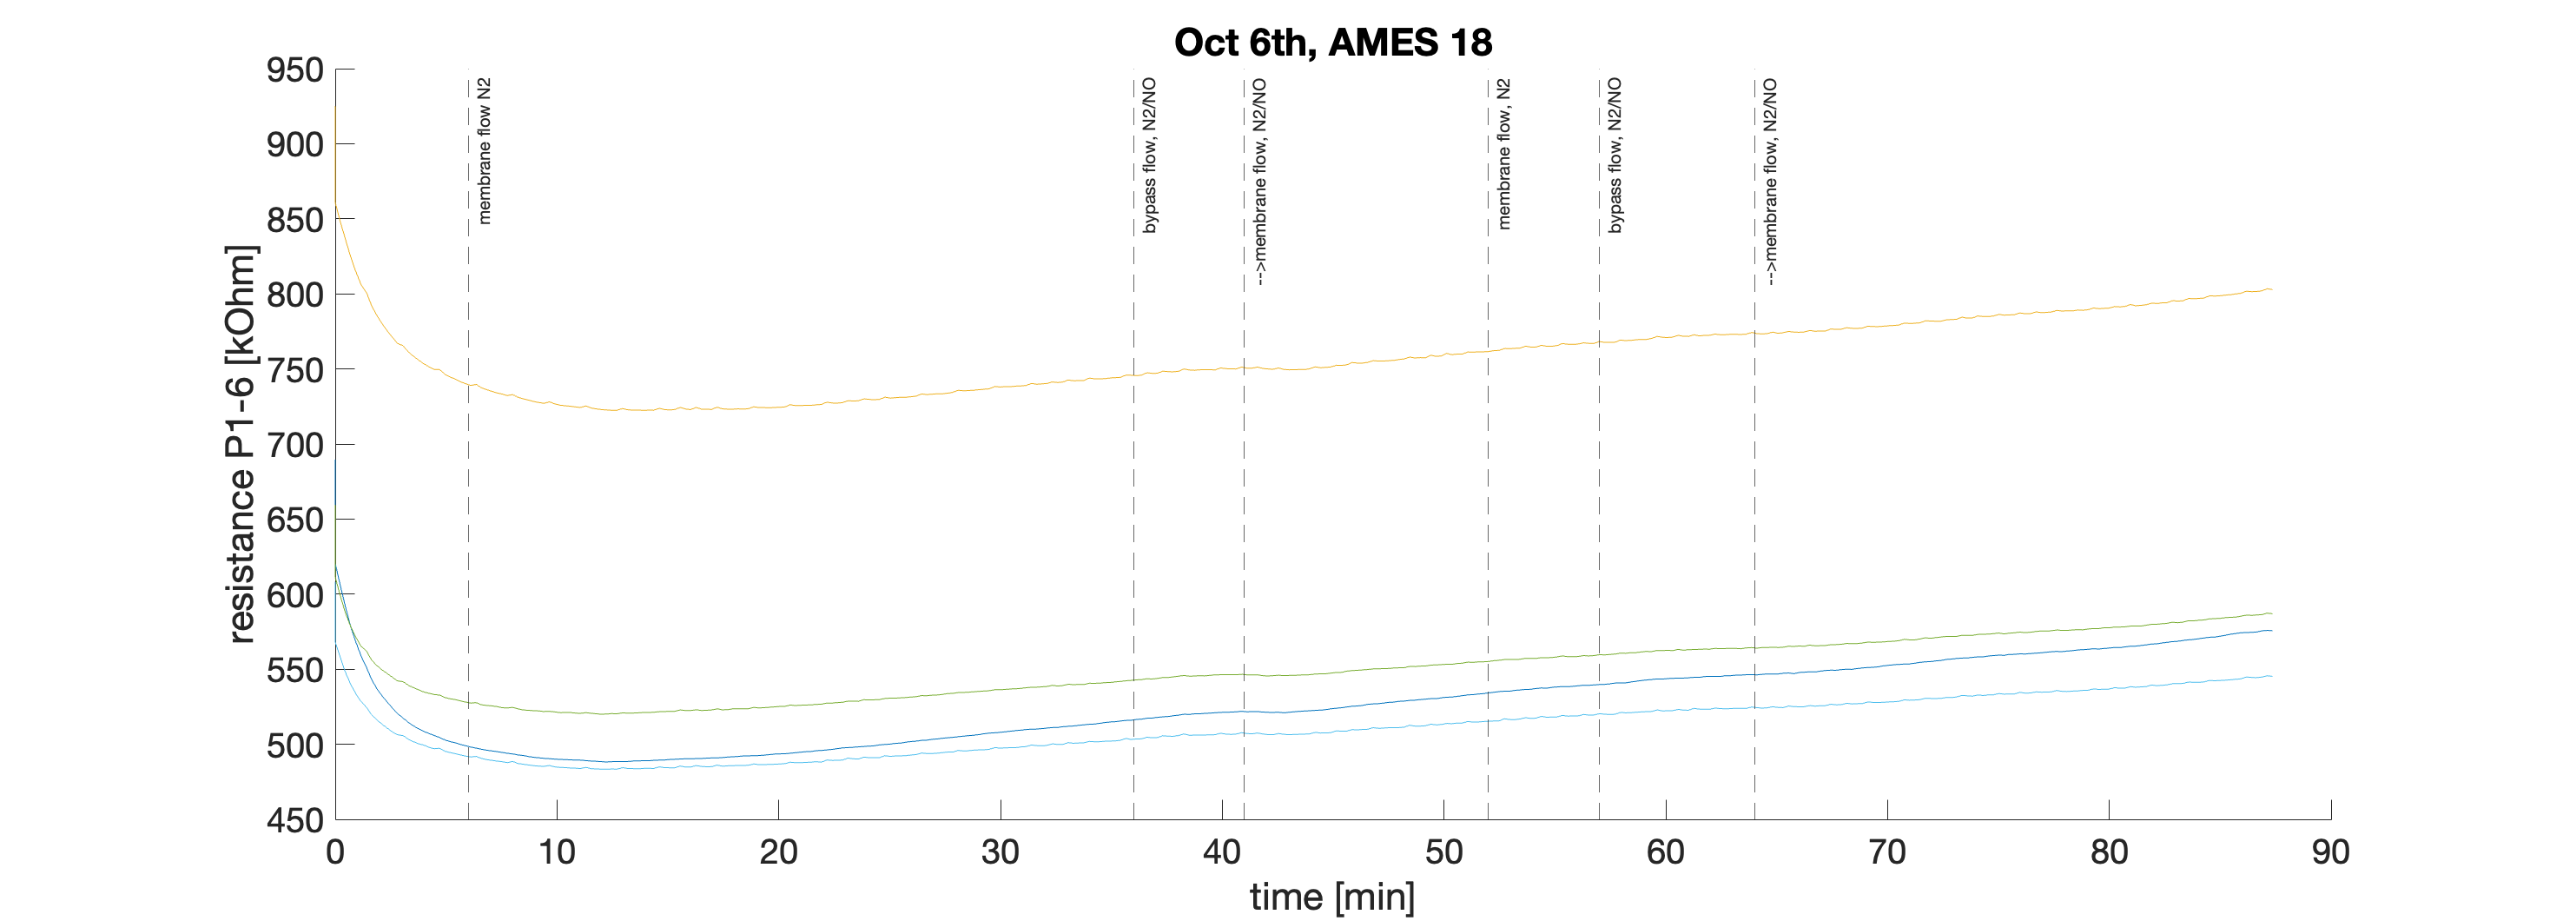 Oct 6th, AMES 18
resistance P1-6 [kOhm]
950
900
850
800
750
700
650
600
550
500
450
membrane flow N2
bypass flow, N2/NO
-->membrane flow, N2/NO
membrane flow, N2
bypass flow, N2/NO
-->membrane flow, N2/NO
0
10
20
30
40
50
60
70
80
90
time [min]